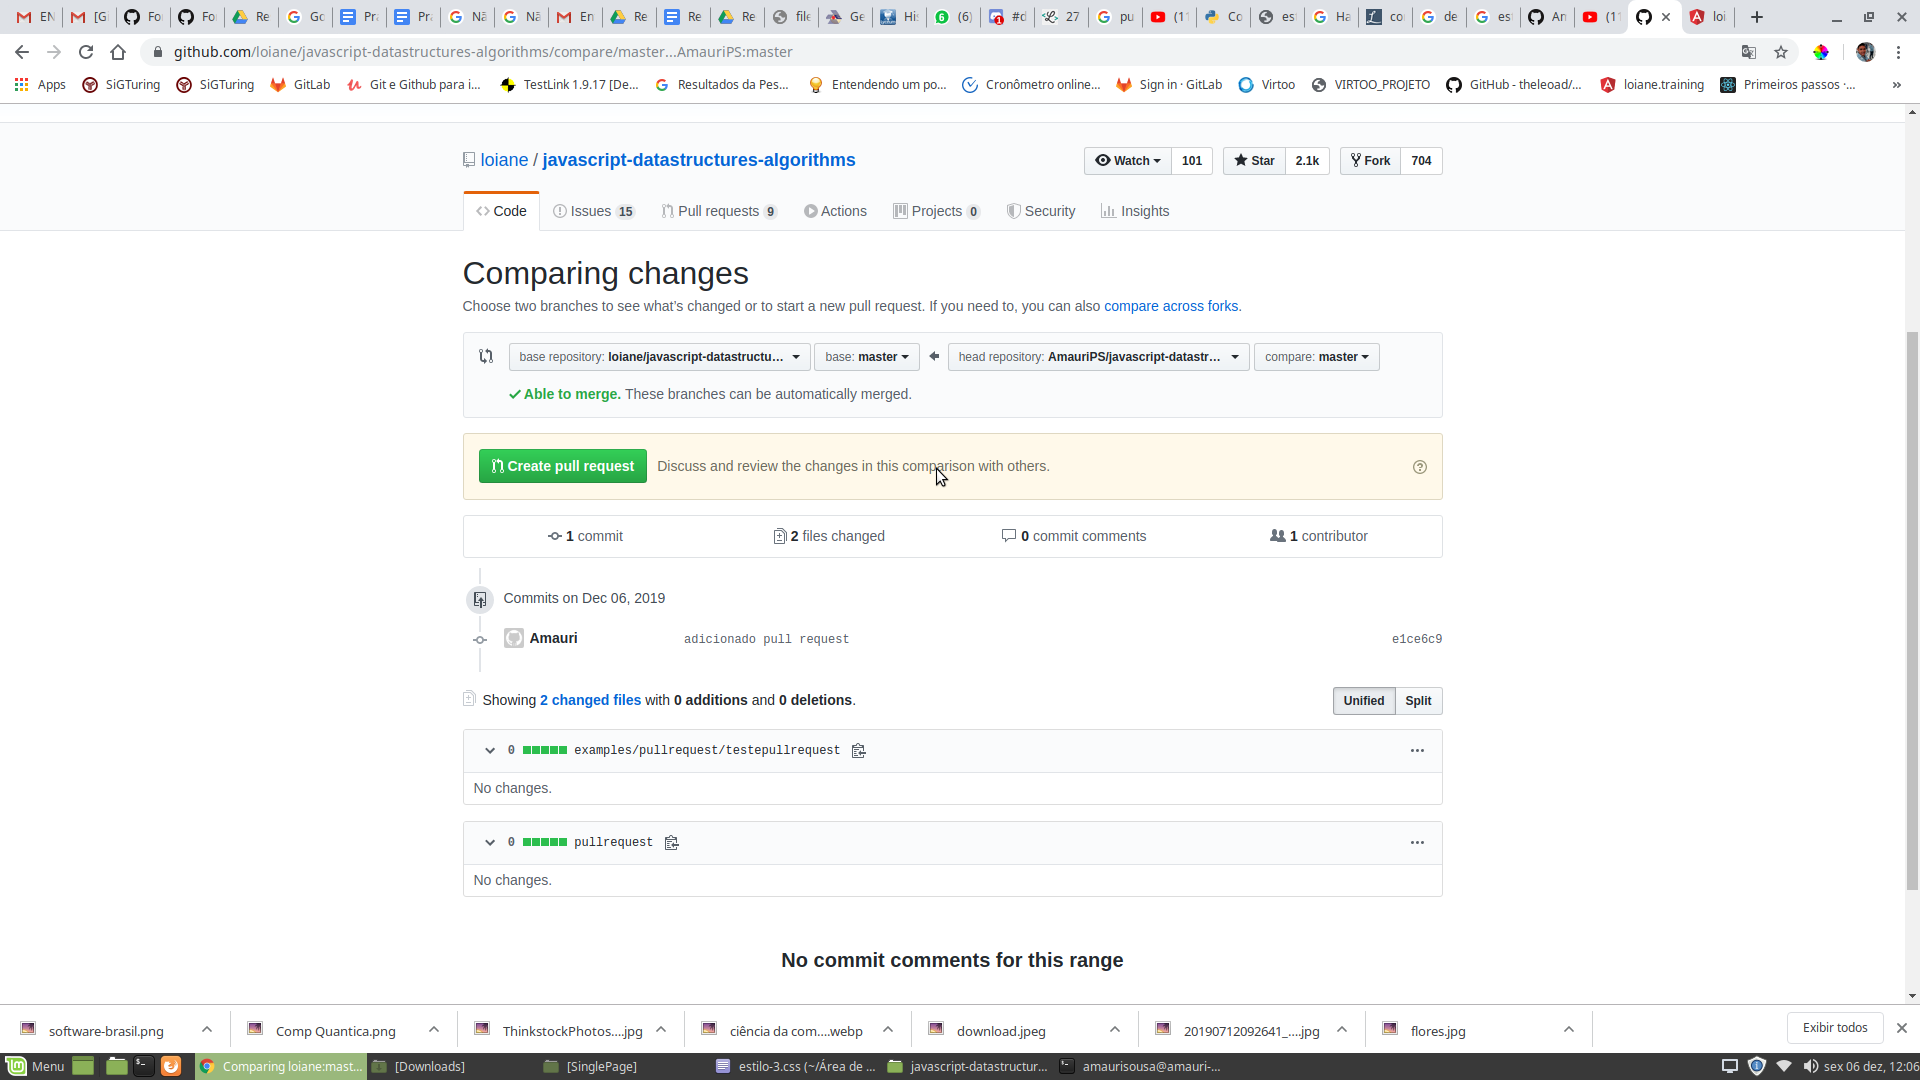 EN [G Fo Fo Re Go Pr Pr Nã Nã En Re Re Re file Ge His (6) #d 27 pu (1 Co es Ha co de es An (1 loi
github.com/loiane/javascript-datastructures-algorithms/compare/master...AmauriPS:master
Apps SiGTuring SiGTuring GitLab Git e Github para i... TestLink 1.9.17 [De... Resultados da Pes... Entendendo um po... Cronômetro online... Sign in · GitLab Virtoo VIRTOO_PROJETO GitHub - theleoad/... loiane.training Primeiros passos ·... »
loiane / javascript-datastructures-algorithms Watch 101 Star 2.1k Fork 704
Code Issues 15 Pull requests 9 Actions Projects 0 Security Insights
Comparing changes
Choose two branches to see what's changed or to start a new pull request. If you need to, you can also compare across forks.
base repository: loiane/javascript-datastructu... base: master head repository: AmauriPS/javascript-datastr... compare: master
Able to merge. These branches can be automatically merged.
Create pull request Discuss and review the changes in this comparison with others.
1 commit 2 files changed 0 commit comments 1 contributor
Commits on Dec 06, 2019
Amauri adicionado pull request e1ce6c9
Showing 2 changed files with 0 additions and 0 deletions. Unified Split
0 examples/pullrequest/testepullrequest
No changes.
0 pullrequest
No changes.
No commit comments for this range
software-brasil.png Comp Quantica.png ThinkstockPhotos....jpg ciência da com....webp download.jpeg 20190712092641_....jpg flores.jpg Exibir todos
Menu Comparing loiane:mast... [Downloads] [SinglePage] estilo-3.css (~/Área de ... javascript-datastructur... amaurisousa@amauri-... sex 06 dez, 12:06